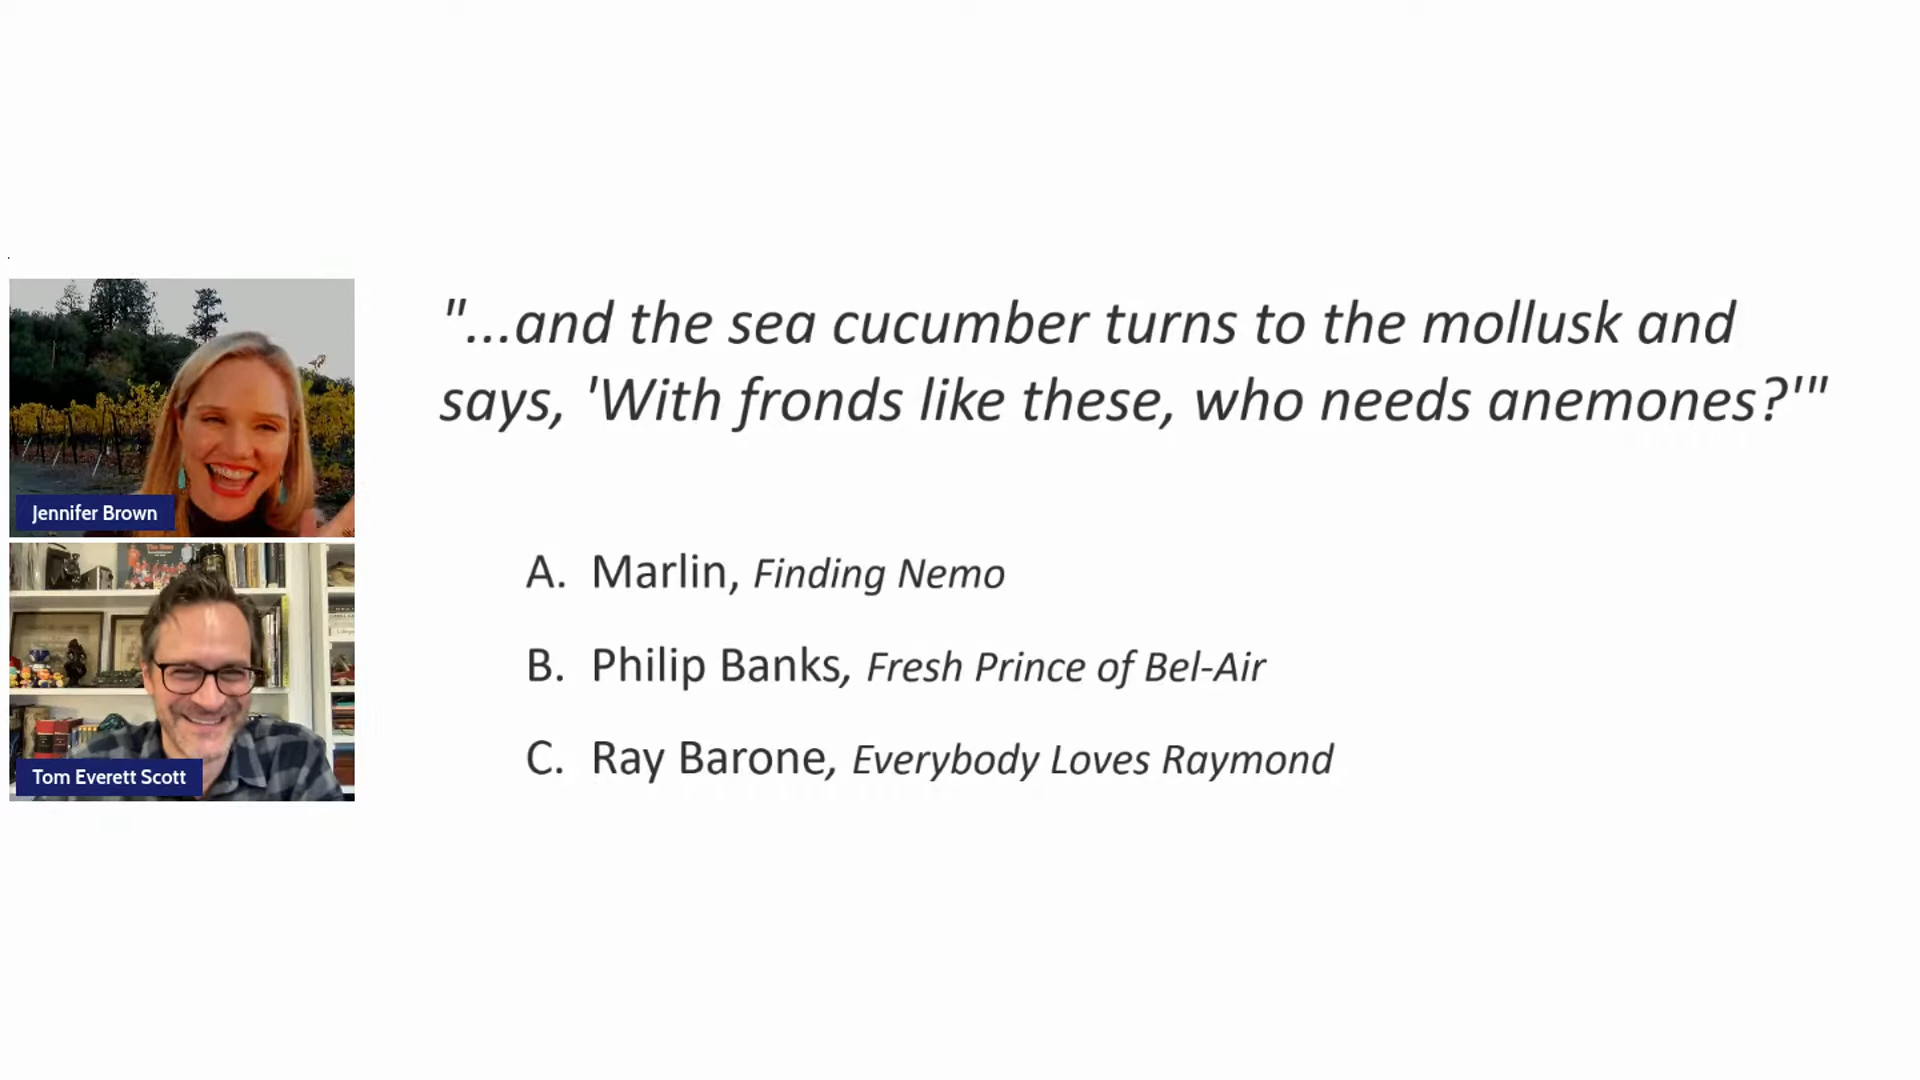 "...and the sea cucumber turns to the mollusk and
says, 'With fronds like these, who needs anemones?'"
A. Marlin, Finding Nemo
B. Philip Banks, Fresh Prince of Bel-Air
C. Ray Barone, Everybody Loves Raymond
Jennifer Brown
Tom Everett Scott